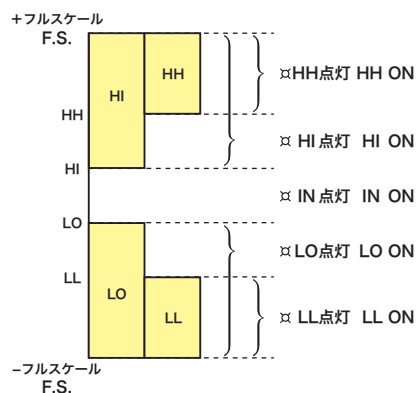 +フルスケール
F.S.
HH
HI
HH
¤HH点灯 HH ON
HI
¤ HI点灯 HI ON
¤ IN点灯 IN ON
LO
¤LO点灯 LO ON
LL
LO
LL
¤ LL点灯 LL ON
−フルスケール
F.S.